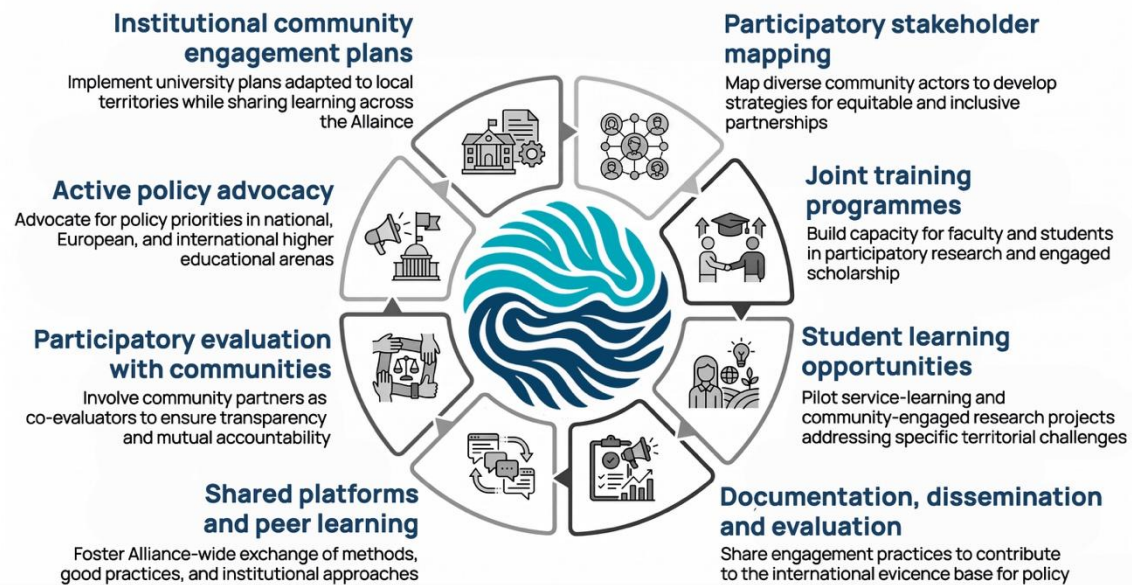 Institutional community
engagement plans
Implement university plans adapted to local
territories while sharing learning across
the Allaince
Participatory stakeholder
mapping
Map diverse community actors to develop
strategies for equitable and inclusive
partnerships
Joint training
programmes
Build capacity for faculty and students
in participatory research and engaged
scholarship
Student learning
opportunities
Pilot service-learning and
community-engaged research projects
addressing specific territorial challenges
Documentation, dissemination
and evaluation
Share engagement practices to contribute
to the international evicence base for policy
Shared platforms
and peer learning
Foster Alliance-wide exchange of methods,
good practices, and institutional approaches
Participatory evaluation
with communities
Involve community partners as
co-evaluators to ensure transparency
and mutual accountability
Active policy advocacy
Advocate for policy priorities in national,
European, and international higher
educational arenas